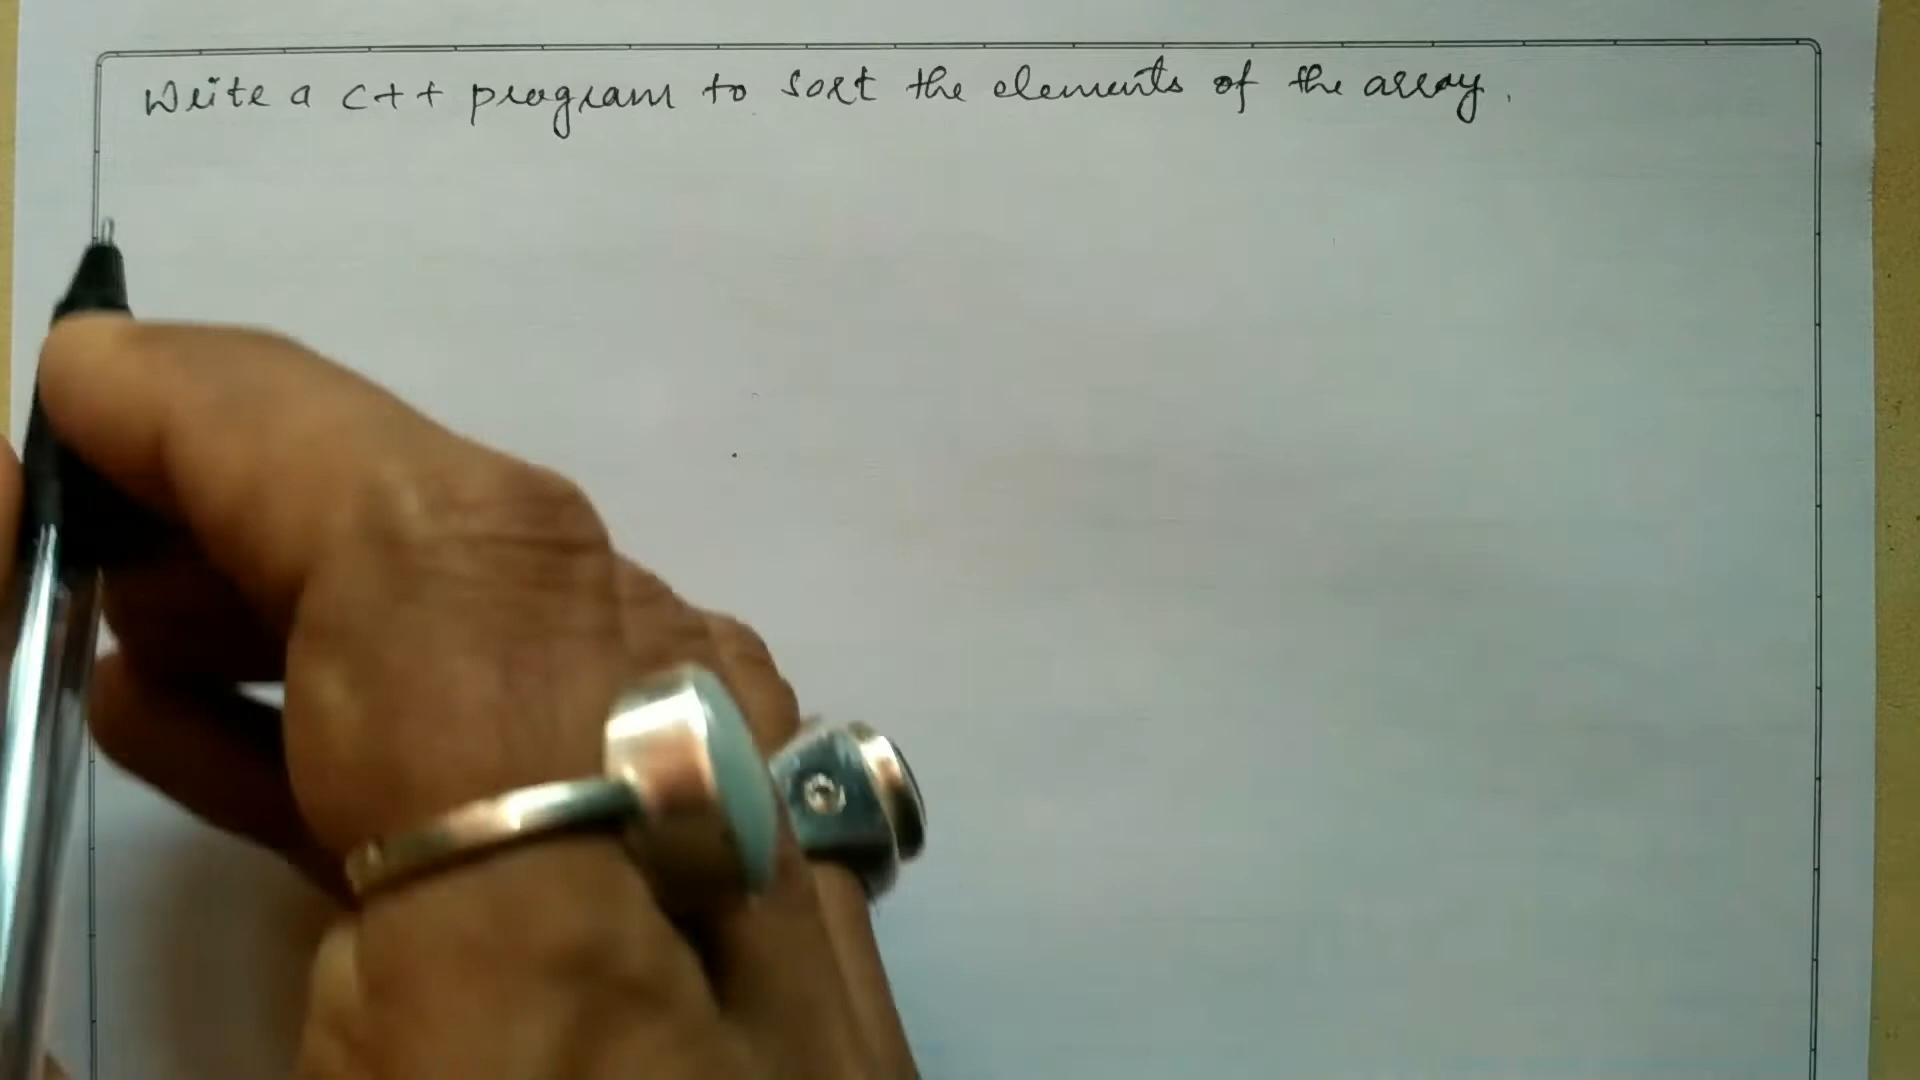 Write a C++ program to sort the elements of the array.